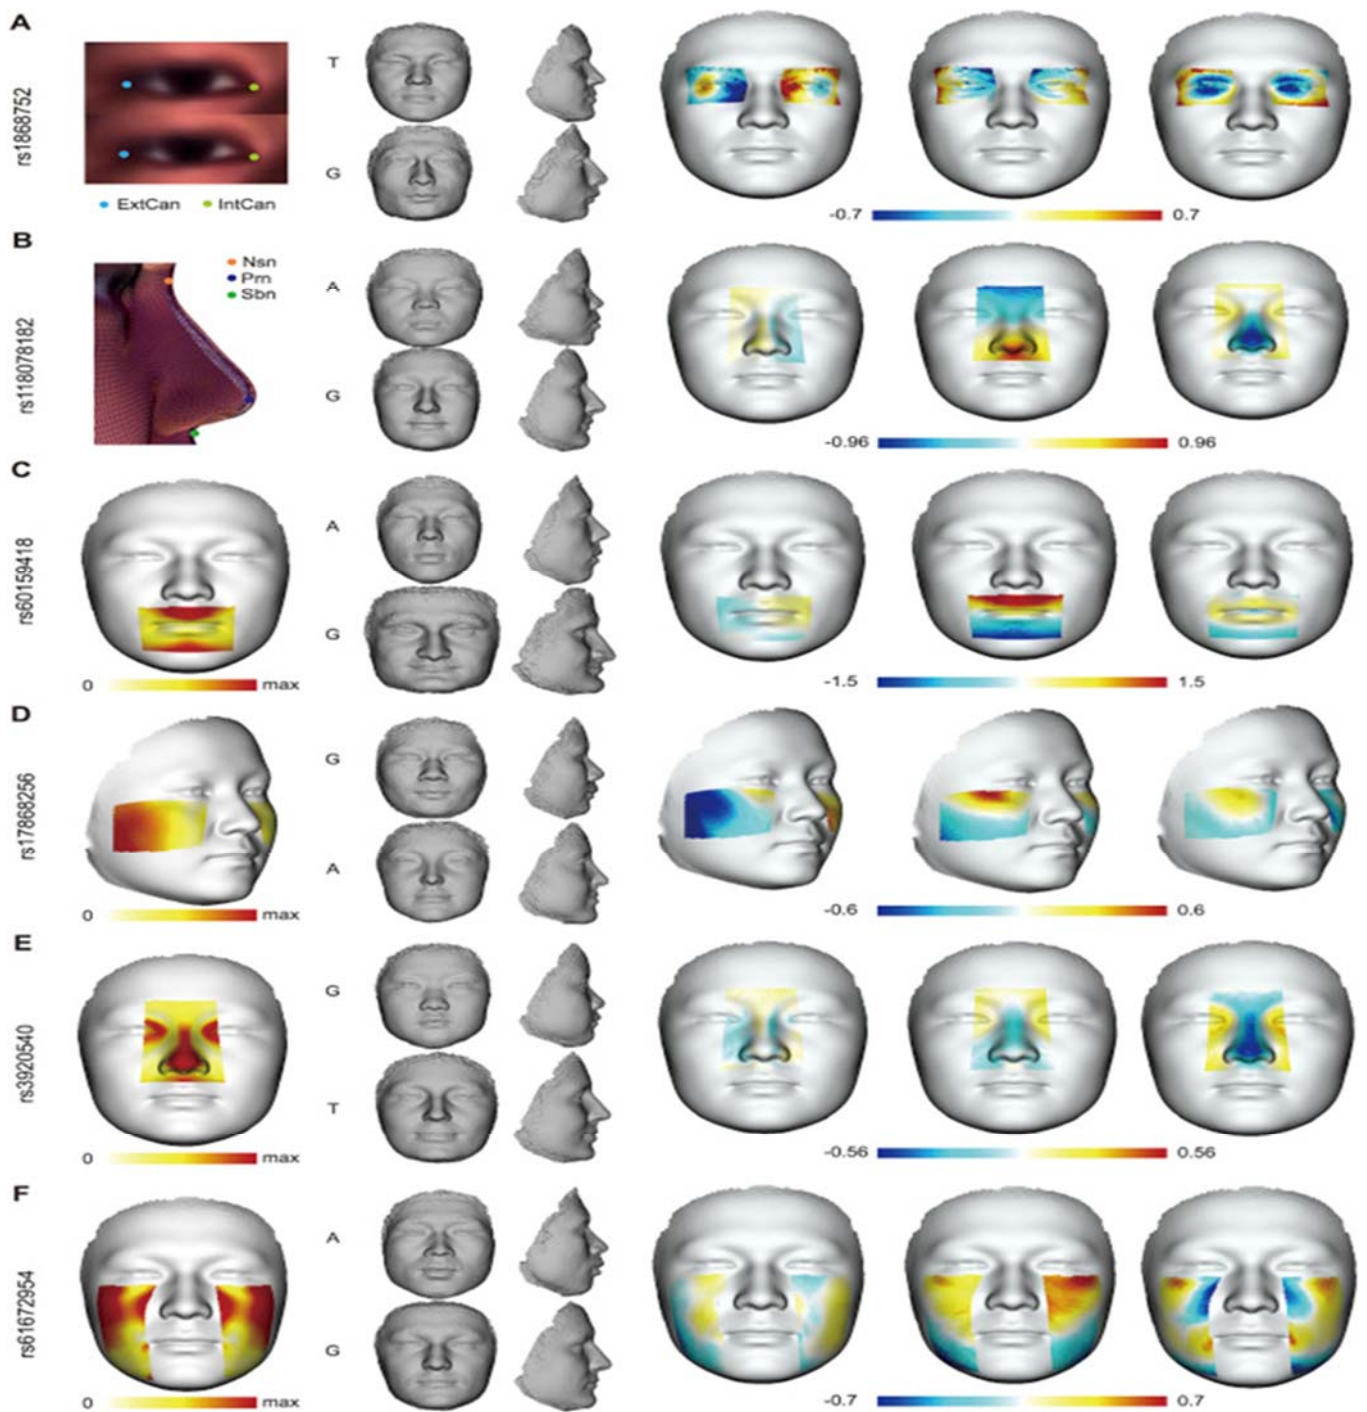 A
rs1868752
T
G
ExtCan IntCan
-0.7 0.7
B
rs118078182
Nsn
Prn
Sbn
A
G
-0.96 0.96
C
rs60159418
A
G
0 max
-1.5 1.5
D
rs17868256
G
A
0 max
-0.6 0.6
E
rs3920540
G
T
0 max
-0.56 0.56
F
rs61672954
A
G
0 max
-0.7 0.7